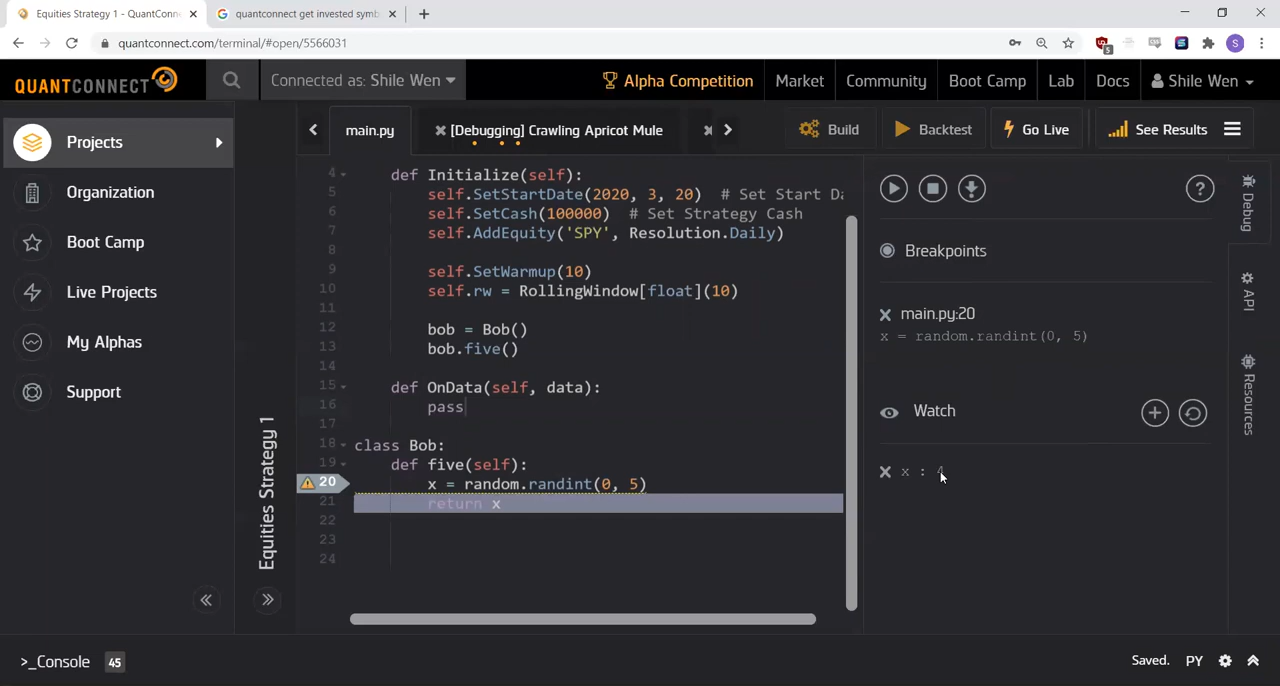 Equities Strategy 1 - QuantConn
quantconnect get invested symb
quantconnect.com/terminal/#open/5566031
5
S
QUANTCONNECT
Connected as: Shile Wen
Alpha Competition
Market
Community
Boot Camp
Lab
Docs
Shile Wen
Projects
Organization
Boot Camp
Live Projects
My Alphas
Support
Equities Strategy 1
main.py
[Debugging] Crawling Apricot Mule
Build
Backtest
Go Live
See Results
4 def Initialize(self):
5 self.SetStartDate(2020, 3, 20) # Set Start Da
6 self.SetCash(100000) # Set Strategy Cash
7 self.AddEquity('SPY', Resolution.Daily)
8
9 self.SetWarmup(10)
10 self.rw = RollingWindow[float](10)
11
12 bob = Bob()
13 bob.five()
14
15 def OnData(self, data):
16 pass
17
18 class Bob:
19 def five(self):
20 x = random.randint(0, 5)
21 return x
22
23
24
?
Breakpoints
main.py:20
x = random.randint(0, 5)
Watch
x : 4
Debug
API
Resources
>_Console 45
Saved.
PY